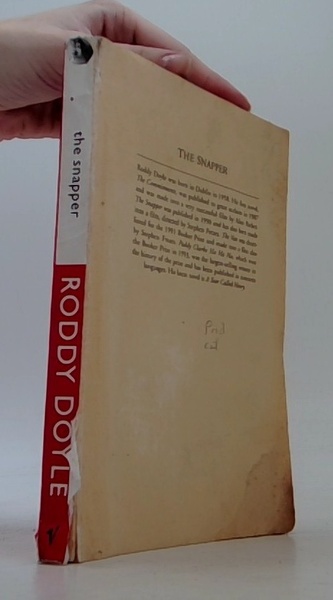 the snapper
RODDY DOYLE
THE SNAPPER
Roddy Doyle was born in Dublin in 1958. His first novel,
The Commitments, was published to great acclaim in 1987
and was made into a very successful film by Alan Parker.
The Snapper was published in 1990 and has also been made
into a film, directed by Stephen Frears. The Van was short-
listed for the 1991 Booker Prize and made into a film also
by Stephen Frears. Paddy Clarke Ha Ha Ha, which won
the Booker Prize in 1993, was the largest-selling winner in
the history of the prize and has been published in nineteen
languages. His latest novel is A Star Called Henry.